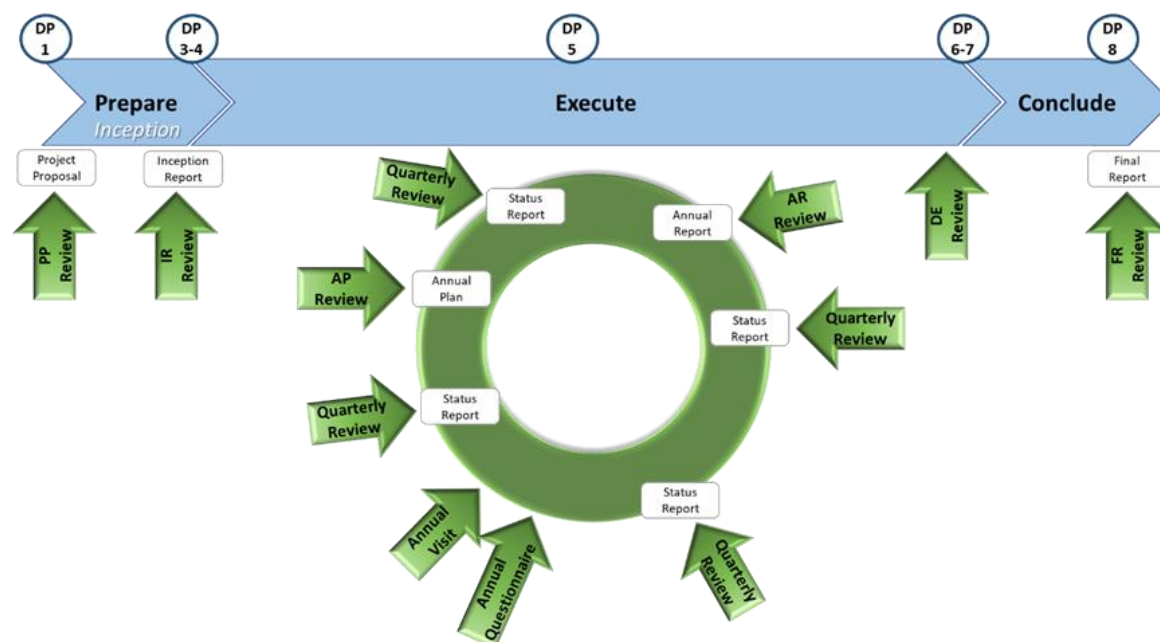 DP
1
DP
3-4
DP
5
DP
6-7
DP
8
Prepare
Inception
Execute
Conclude
Project
Proposal
Inception
Report
Final
Report
PP
Review
IR
Review
DE
Review
FR
Review
Quarterly
Review
Status
Report
Annual
Report
AR
Review
AP
Review
Annual
Plan
Status
Report
Quarterly
Review
Quarterly
Review
Status
Report
Status
Report
Annual
Visit
Annual
Questionnaire
Quarterly
Review